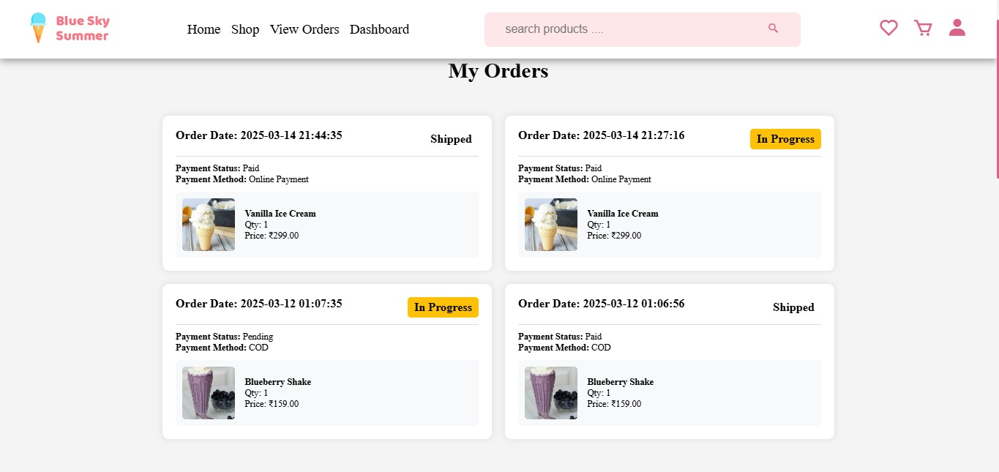 Blue Sky
Summer
Home Shop View Orders Dashboard
search products ....
My Orders
Order Date: 2025-03-14 21:44:35
Shipped
Payment Status: Paid
Payment Method: Online Payment
Vanilla Ice Cream
Qty: 1
Price: ₹299.00
Order Date: 2025-03-14 21:27:16
In Progress
Payment Status: Paid
Payment Method: Online Payment
Vanilla Ice Cream
Qty: 1
Price: ₹299.00
Order Date: 2025-03-12 01:07:35
In Progress
Payment Status: Pending
Payment Method: COD
Blueberry Shake
Qty: 1
Price: ₹159.00
Order Date: 2025-03-12 01:06:56
Shipped
Payment Status: Paid
Payment Method: COD
Blueberry Shake
Qty: 1
Price: ₹159.00